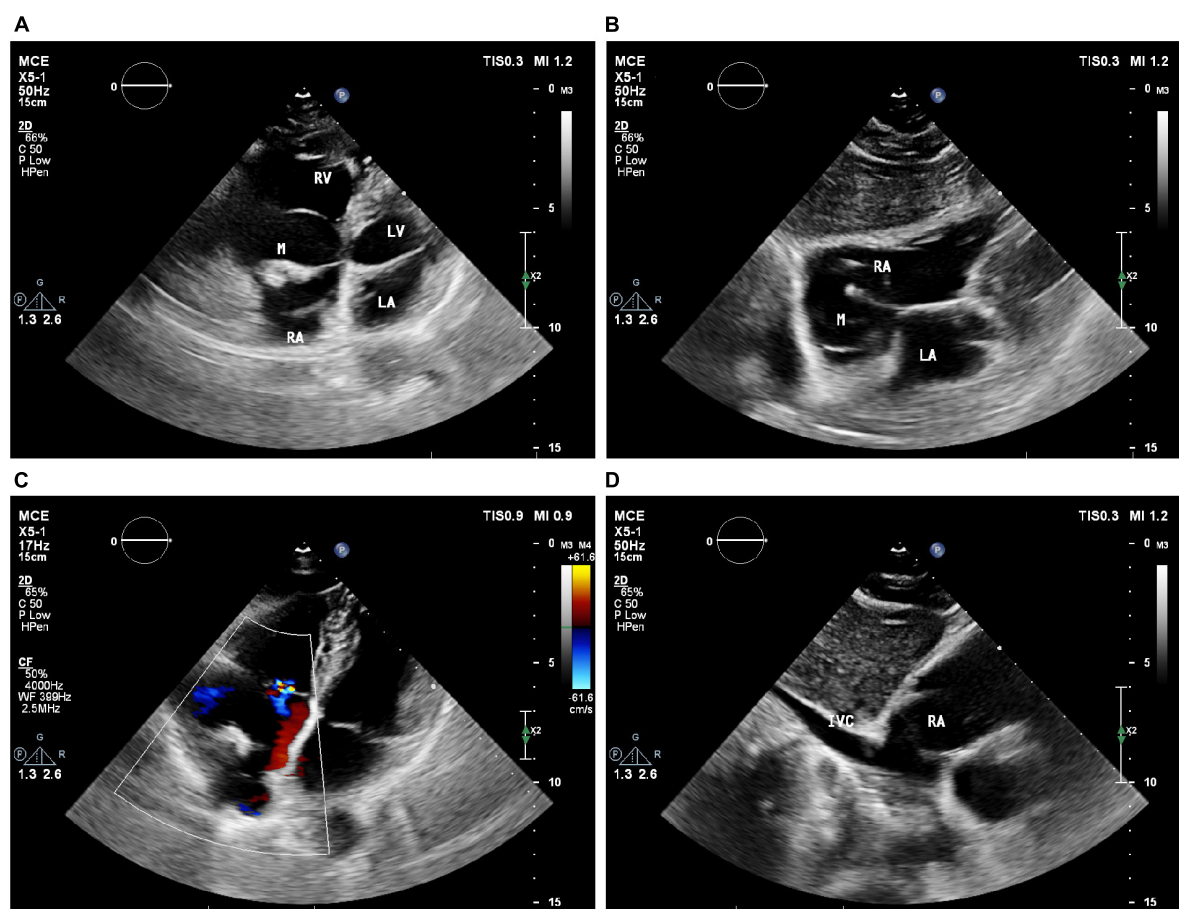 A
MCE
X5-1
50Hz
15cm
2D
66%
C 50
P Low
HPen
0
P
TIS0.3 MI 1.2
M3
0
5
10
15
X2
G
P R
1.3 2.6
RV
M
LV
LA
RA
B
MCE
X5-1
50Hz
15cm
2D
66%
C 50
P Low
HPen
0
P
TIS0.3 MI 1.2
M3
0
5
10
15
X2
G
P R
1.3 2.6
RA
M
LA
C
MCE
X5-1
17Hz
15cm
2D
65%
C 50
P Low
HPen
CF
50%
4000Hz
WF 399Hz
2.5MHz
0
P
TIS0.9 MI 0.9
M3 M4
+61.6
-61.6
cm/s
0
5
10
15
X2
G
P R
1.3 2.6
D
MCE
X5-1
50Hz
15cm
2D
65%
C 50
P Low
HPen
0
P
TIS0.3 MI 1.2
M3
0
5
10
15
X2
G
P R
1.3 2.6
IVC
RA